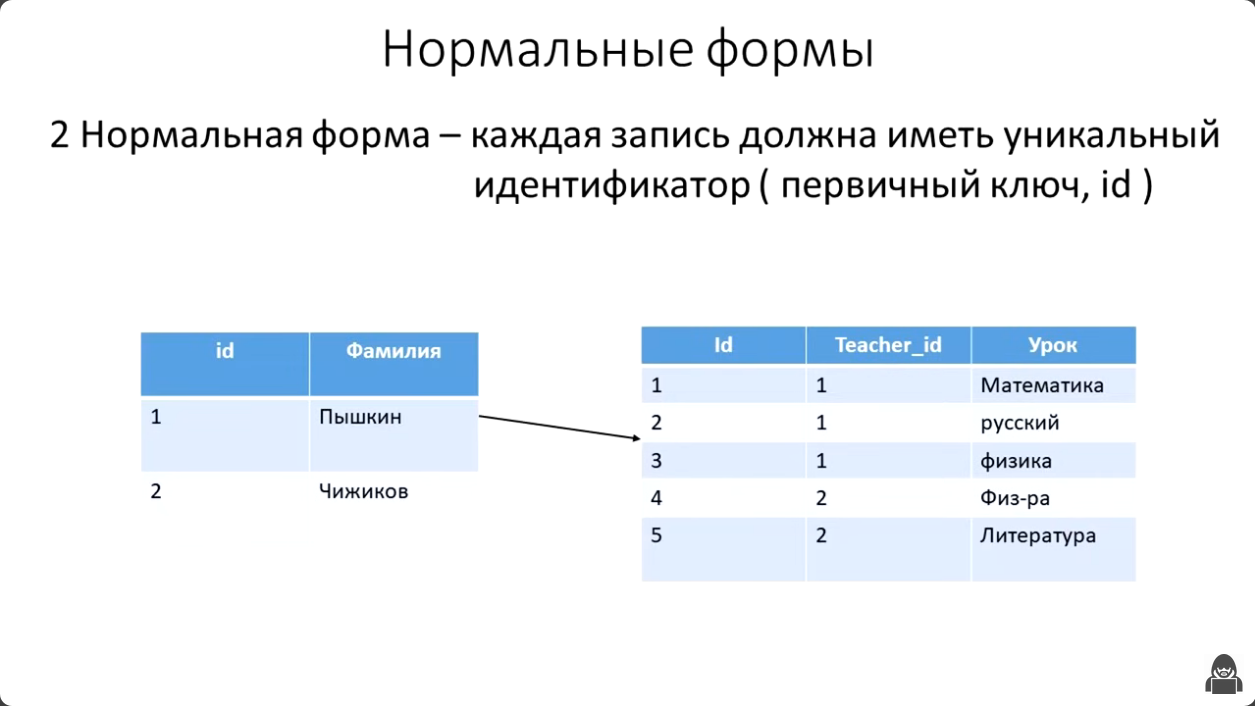 Нормальные формы
2 Нормальная форма – каждая запись должна иметь уникальный
идентификатор ( первичный ключ, id )
id Фамилия
1 Пышкин
2 Чижиков
Id Teacher_id Урок
1 1 Математика
2 1 русский
3 1 физика
4 2 Физ-ра
5 2 Литература